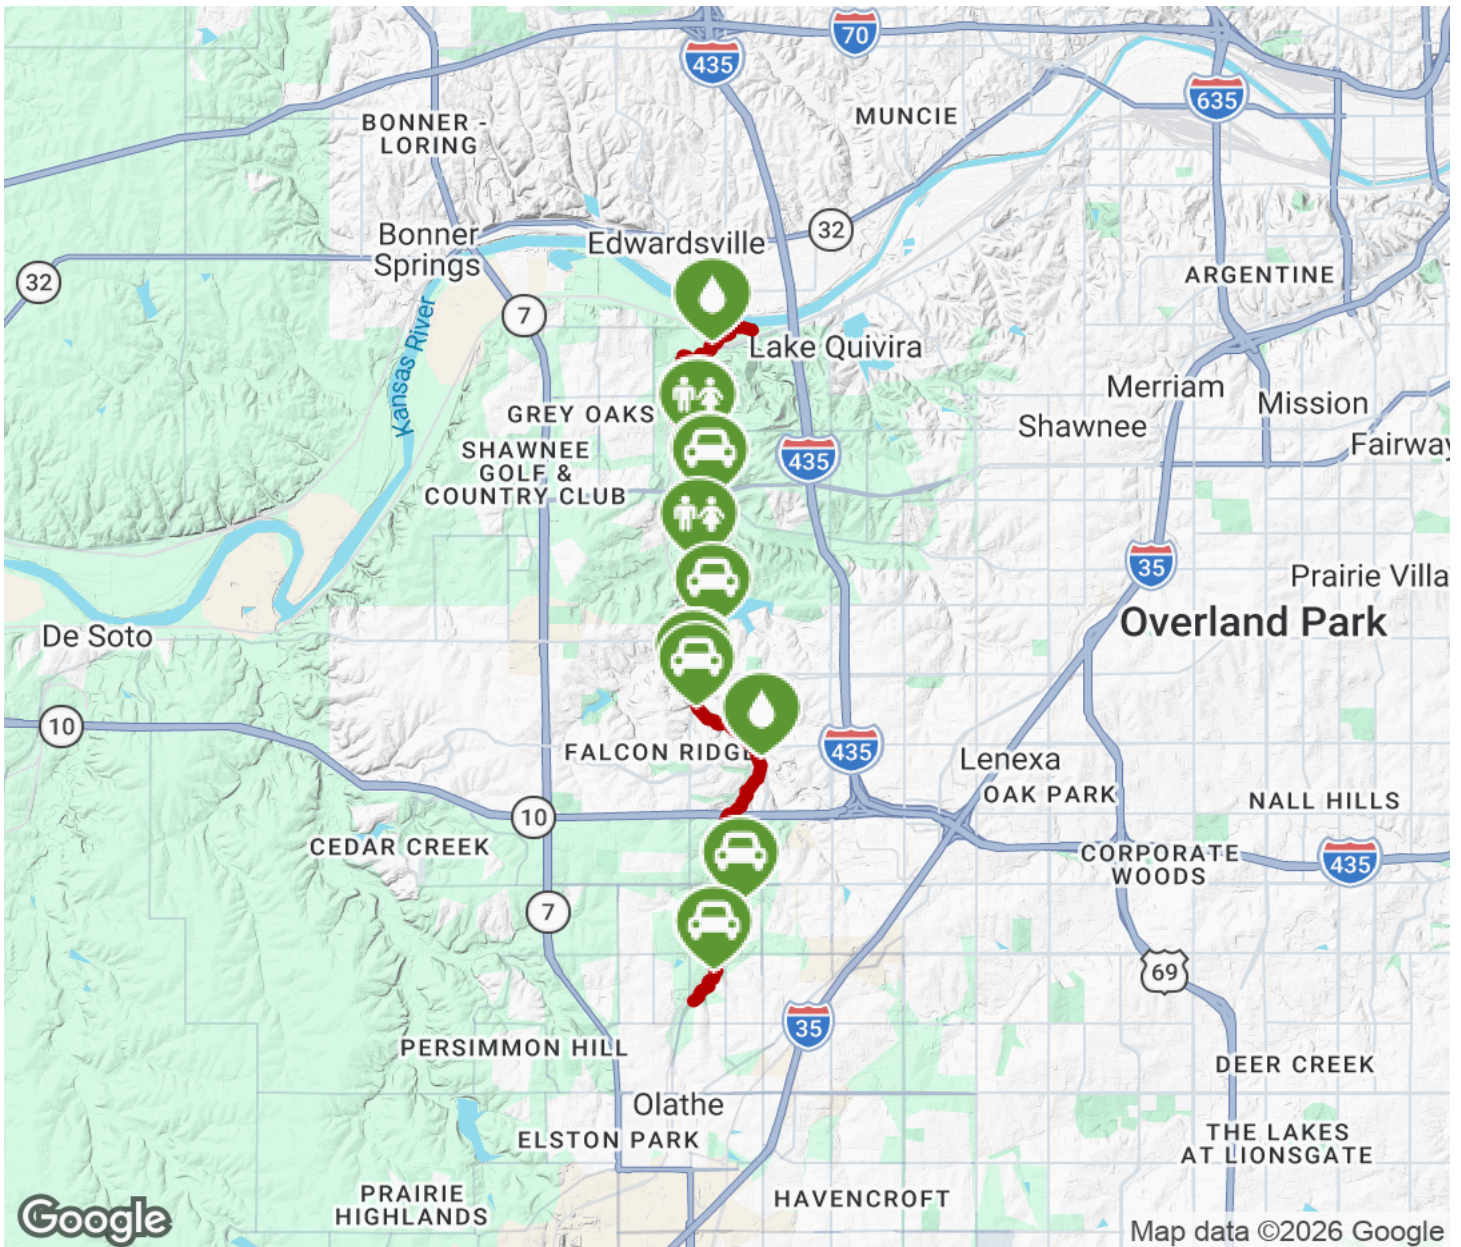 70
435
635
MUNCIE
BONNER -
LORING
32
Bonner
Springs
Edwardsville
32
ARGENTINE
7
Kansas River
Lake Quivira
Merriam
Mission
GREY OAKS
Shawnee
Fairway
SHAWNEE
GOLF &
COUNTRY CLUB
435
35
Prairie Villa
Overland Park
De Soto
10
FALCON RIDGE
435
Lenexa
OAK PARK
NALL HILLS
10
CEDAR CREEK
CORPORATE
WOODS
435
7
69
35
PERSIMMON HILL
DEER CREEK
Olathe
ELSTON PARK
THE LAKES
AT LIONSGATE
PRAIRIE
HIGHLANDS
HAVENCROFT
Google
Map data ©2026 Google